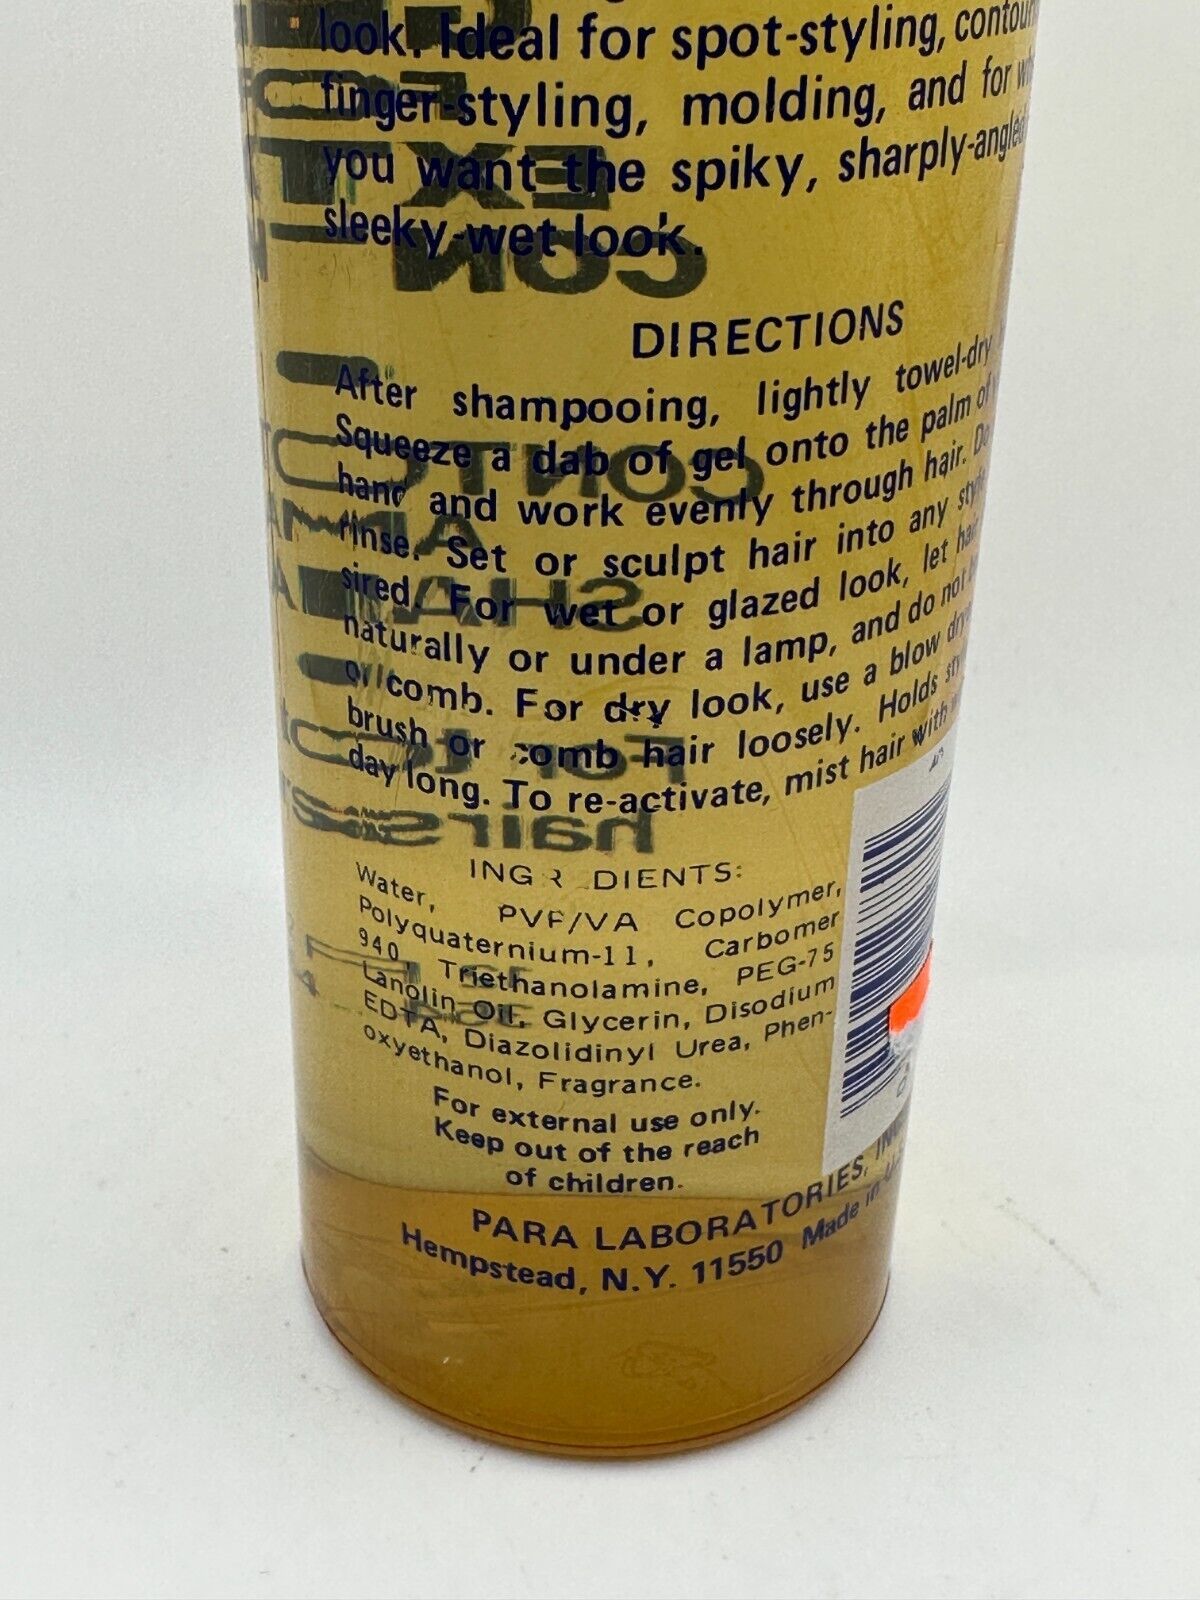 look. Ideal for spot-styling,
finger-styling, molding, and for
you want the spiky, sharply-angled
sleeky-wet look.
DIRECTIONS
After shampooing, lightly towel-dry
Squeeze a dab of gel onto the palm of
hand and work evenly through hair. Do
rinse. Set or sculpt hair into any style
sired. For wet or glazed look, let hair
naturally or under a lamp, and do not
or comb. For dry look, use a blow
brush or comb hair loosely. Holds
day long. To re-activate, mist hair with
INGREDIENTS:
Water, PVP/VA Copolymer,
Polyquaternium-11, Carbomer
940, Triethanolamine, PEG-75
Lanolin Oil, Glycerin, Disodium
EDTA, Diazolidinyl Urea, Phen-
oxyethanol, Fragrance.
For external use only.
Keep out of the reach
of children.
PARA LABORATORIES,
Hempstead, N.Y. 11550 Made in